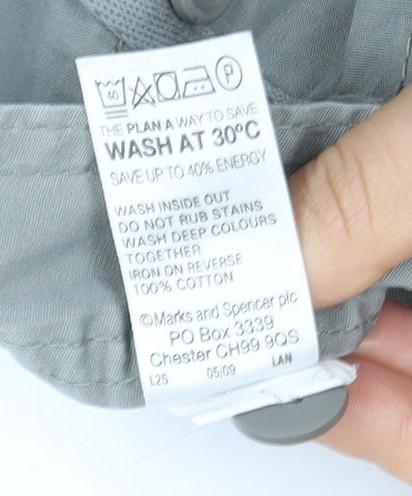 40 P
THE PLAN A WAY TO SAVE
WASH AT 30°C
SAVE UP TO 40% ENERGY
WASH INSIDE OUT
DO NOT RUB STAINS
WASH DEEP COLOURS
TOGETHER
IRON ON REVERSE
100% COTTON
©Marks and Spencer plc
PO Box 3339
Chester CH99 9QS
L25 05/09 LAN